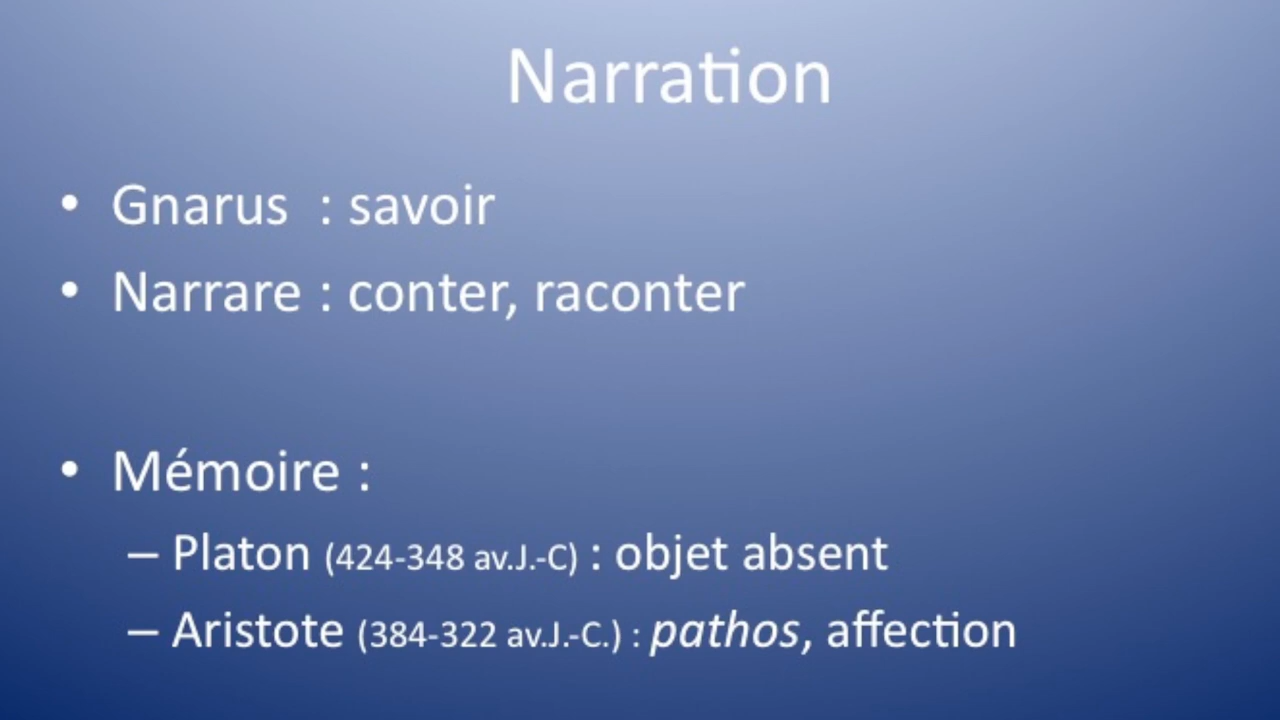 Narration
• Gnarus : savoir
• Narrare : conter, raconter
• Mémoire :
– Platon (424-348 av.J.-C) : objet absent
– Aristote (384-322 av.J.-C.) : pathos, affection